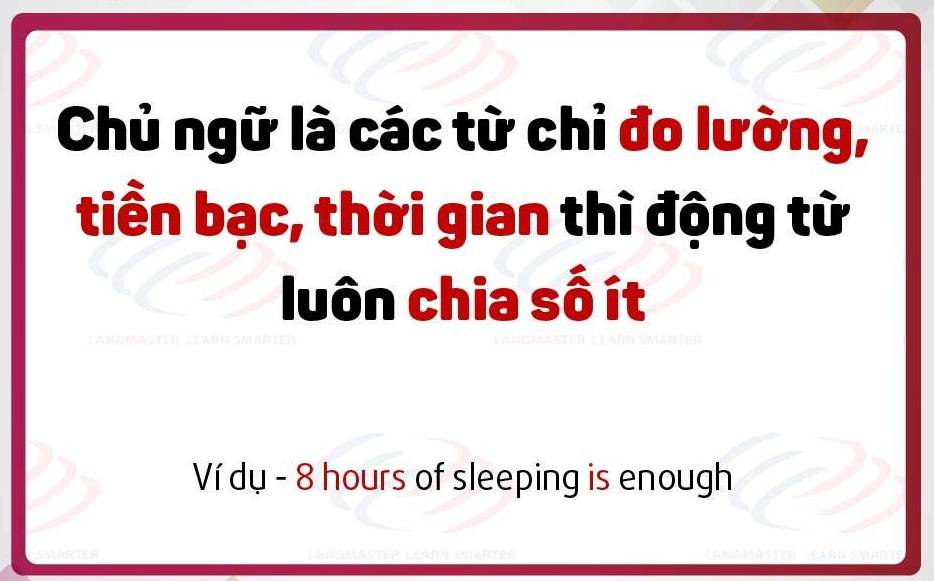 Chủ ngữ là các từ chỉ đo lường,
tiền bạc, thời gian thì động từ
luôn chia số ít
LANGMASTER LEARN SMARTER
LANGMASTER LEARN SMARTER
Ví dụ - 8 hours of sleeping is enough
LANGMASTER LEARN SMARTER
LANGMASTER LEARN SMARTE